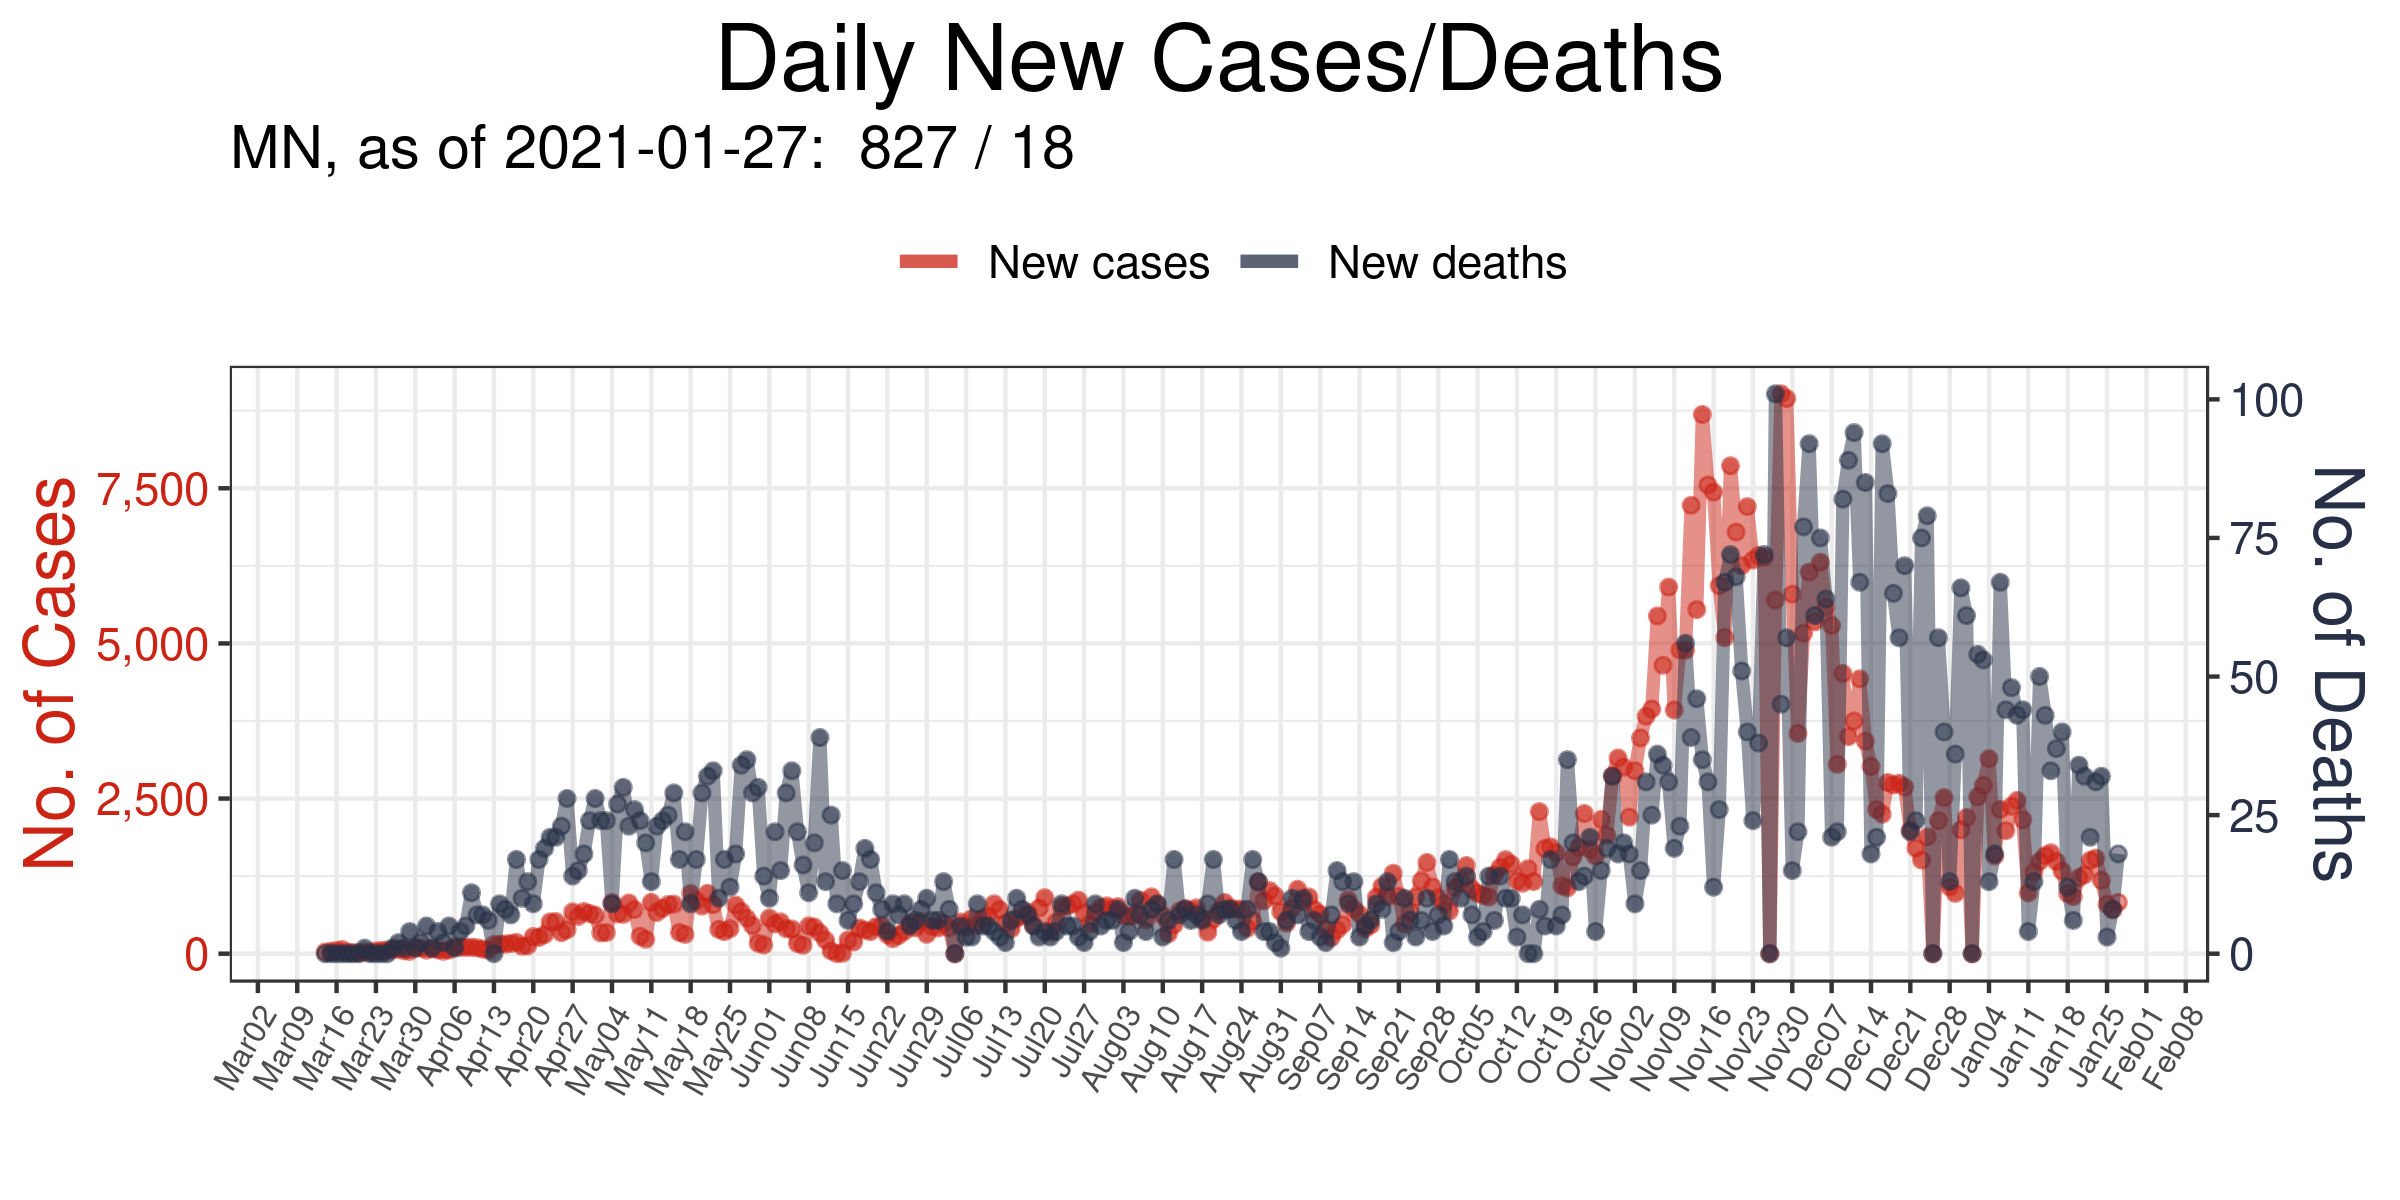 Daily New Cases/Deaths
MN, as of 2021-01-27: 827 / 18
New cases
New deaths
No. of Cases
7,500
5,000
2,500
0
100
75
50
25
0
No. of Deaths
Mar02
Mar09
Mar16
Mar23
Mar30
Apr06
Apr13
Apr20
Apr27
May04
May11
May18
May25
Jun01
Jun08
Jun15
Jun22
Jun29
Jul06
Jul13
Jul20
Jul27
Aug03
Aug10
Aug17
Aug24
Aug31
Sep07
Sep14
Sep21
Sep28
Oct05
Oct12
Oct19
Oct26
Nov02
Nov09
Nov16
Nov23
Nov30
Dec07
Dec14
Dec21
Dec28
Jan04
Jan11
Jan18
Jan25
Feb01
Feb08